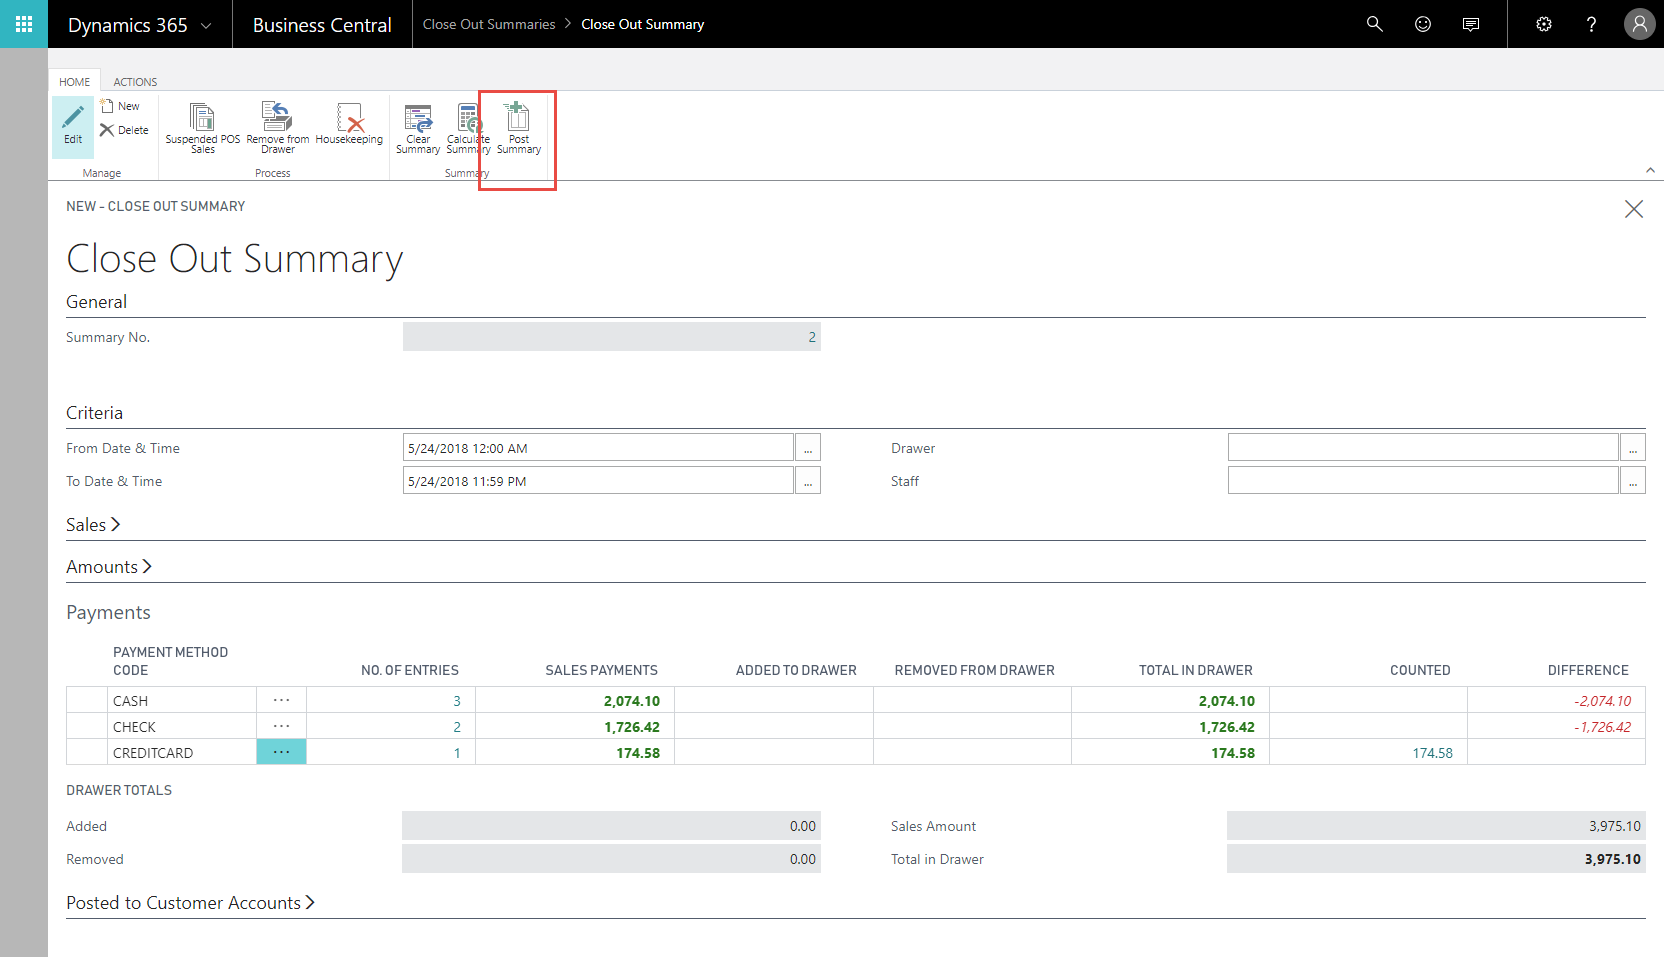 Dynamics 365 Business Central Close Out Summaries > Close Out Summary
HOME ACTIONS
Edit
New
Delete
Manage
Suspended POS Sales
Remove from Drawer
Housekeeping
Process
Clear Summary
Calculate Summary
Post Summary
Summary
NEW - CLOSE OUT SUMMARY
Close Out Summary
General
Summary No. 2
Criteria
From Date & Time 5/24/2018 12:00 AM ... Drawer ...
To Date & Time 5/24/2018 11:59 PM ... Staff ...
Sales >
Amounts >
Payments
PAYMENT METHOD CODE NO. OF ENTRIES SALES PAYMENTS ADDED TO DRAWER REMOVED FROM DRAWER TOTAL IN DRAWER COUNTED DIFFERENCE
CASH ... 3 2,074.10 2,074.10 -2,074.10
CHECK ... 2 1,726.42 1,726.42 -1,726.42
CREDITCARD ... 1 174.58 174.58 174.58
DRAWER TOTALS
Added 0.00 Sales Amount 3,975.10
Removed 0.00 Total in Drawer 3,975.10
Posted to Customer Accounts >